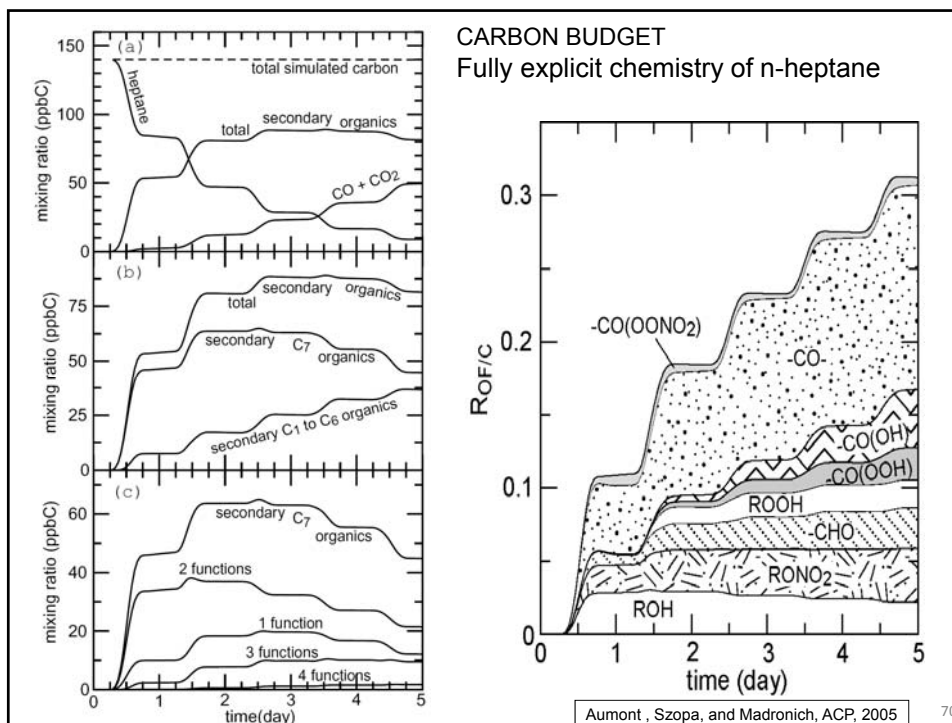 CARBON BUDGET
Fully explicit chemistry of n-heptane
(a)
150
100
50
0
mixing ratio (ppbC)
total simulated carbon
heptane
total
secondary
organics
CO + CO2
(b)
75
50
25
0
mixing ratio (ppbC)
total
secondary
organics
secondary
C7
organics
secondary C1 to C6 organics
(c)
60
40
20
0
mixing ratio (ppbC)
secondary
C7
organics
2 functions
1 function
3 functions
4 functions
0 1 2 3 4 5
time(day)
0.3
0.2
0.1
0
ROF/C
-CO(OONO2)
-CO
-CO(OH)
-CO(OOH)
ROOH
-CHO
RONO2
ROH
0 1 2 3 4 5
time (day)
Aumont , Szopa, and Madronich, ACP, 2005